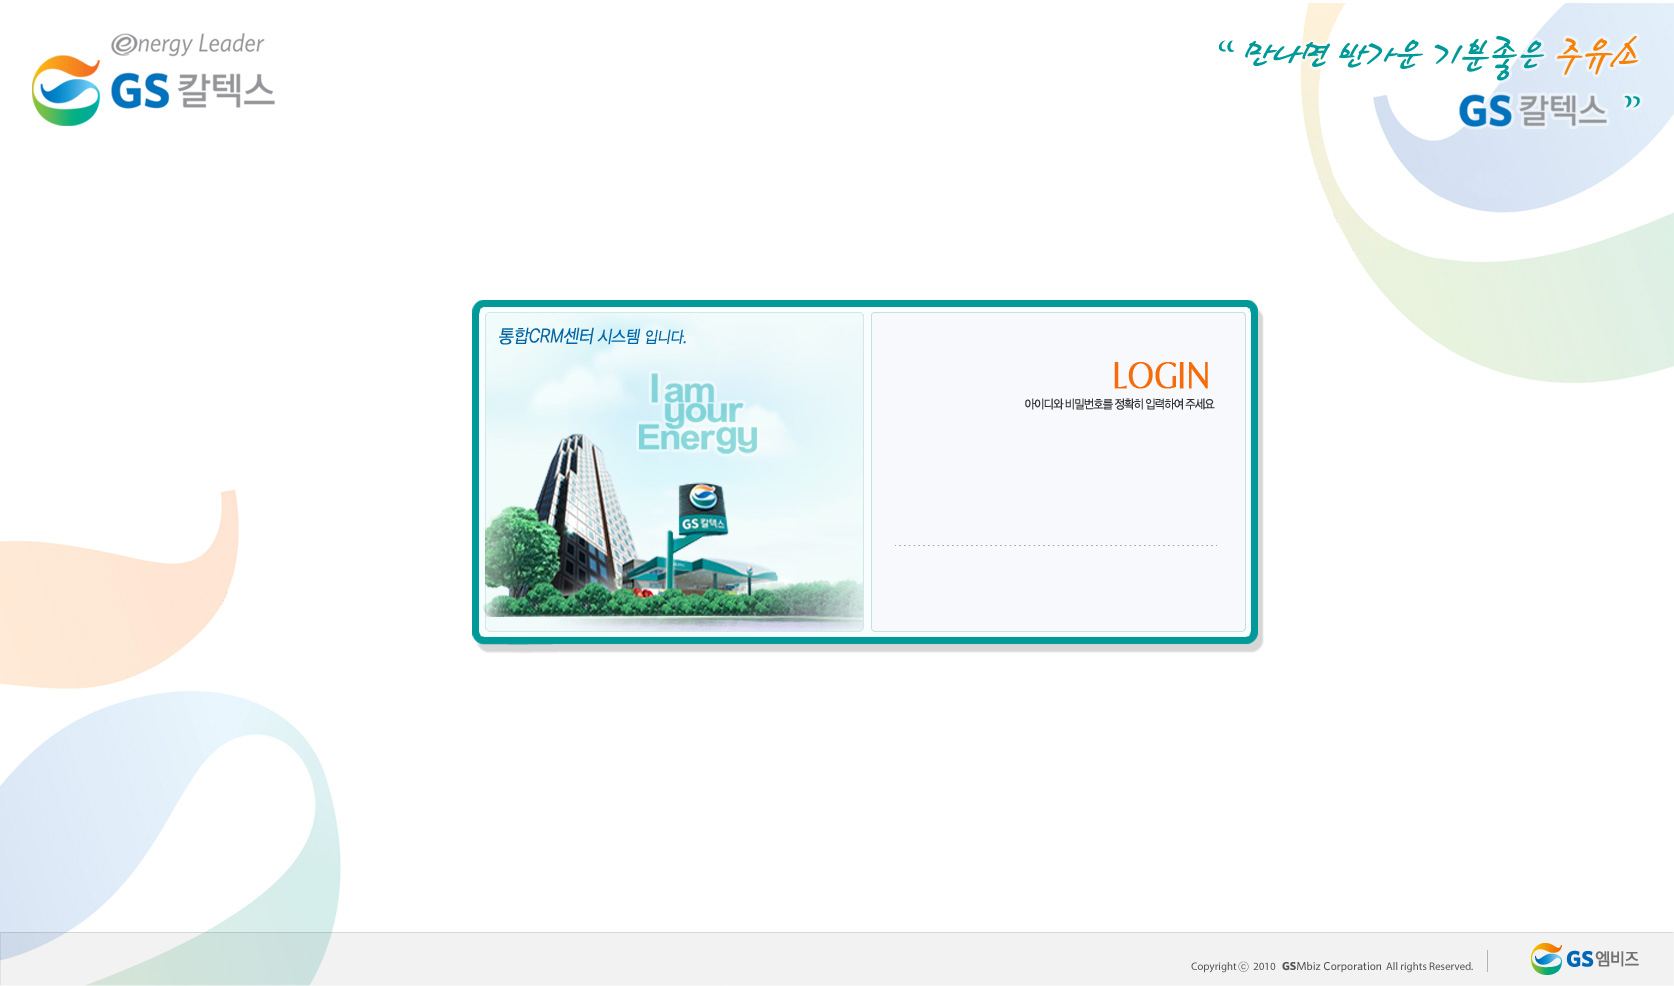 energy Leader
GS 칼텍스
“ 만나면 반가운 기분좋은 주유소
GS 칼텍스 ”
통합CRM센터 시스템 입니다.
I am
your
Energy
GS 칼텍스
LOGIN
아이디와 비밀번호를 정확히 입력하여 주세요
Copyright ⓒ 2010 GSMbiz Corporation All rights Reserved.
GS엠비즈